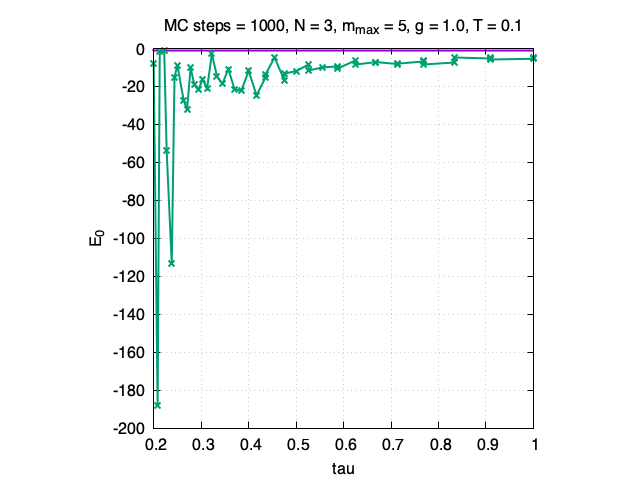 MC steps = 1000, N = 3, mmax = 5, g = 1.0, T = 0.1
0
-20
-40
-60
-80
-100
-120
-140
-160
-180
-200
E0
0.2 0.3 0.4 0.5 0.6 0.7 0.8 0.9 1
tau